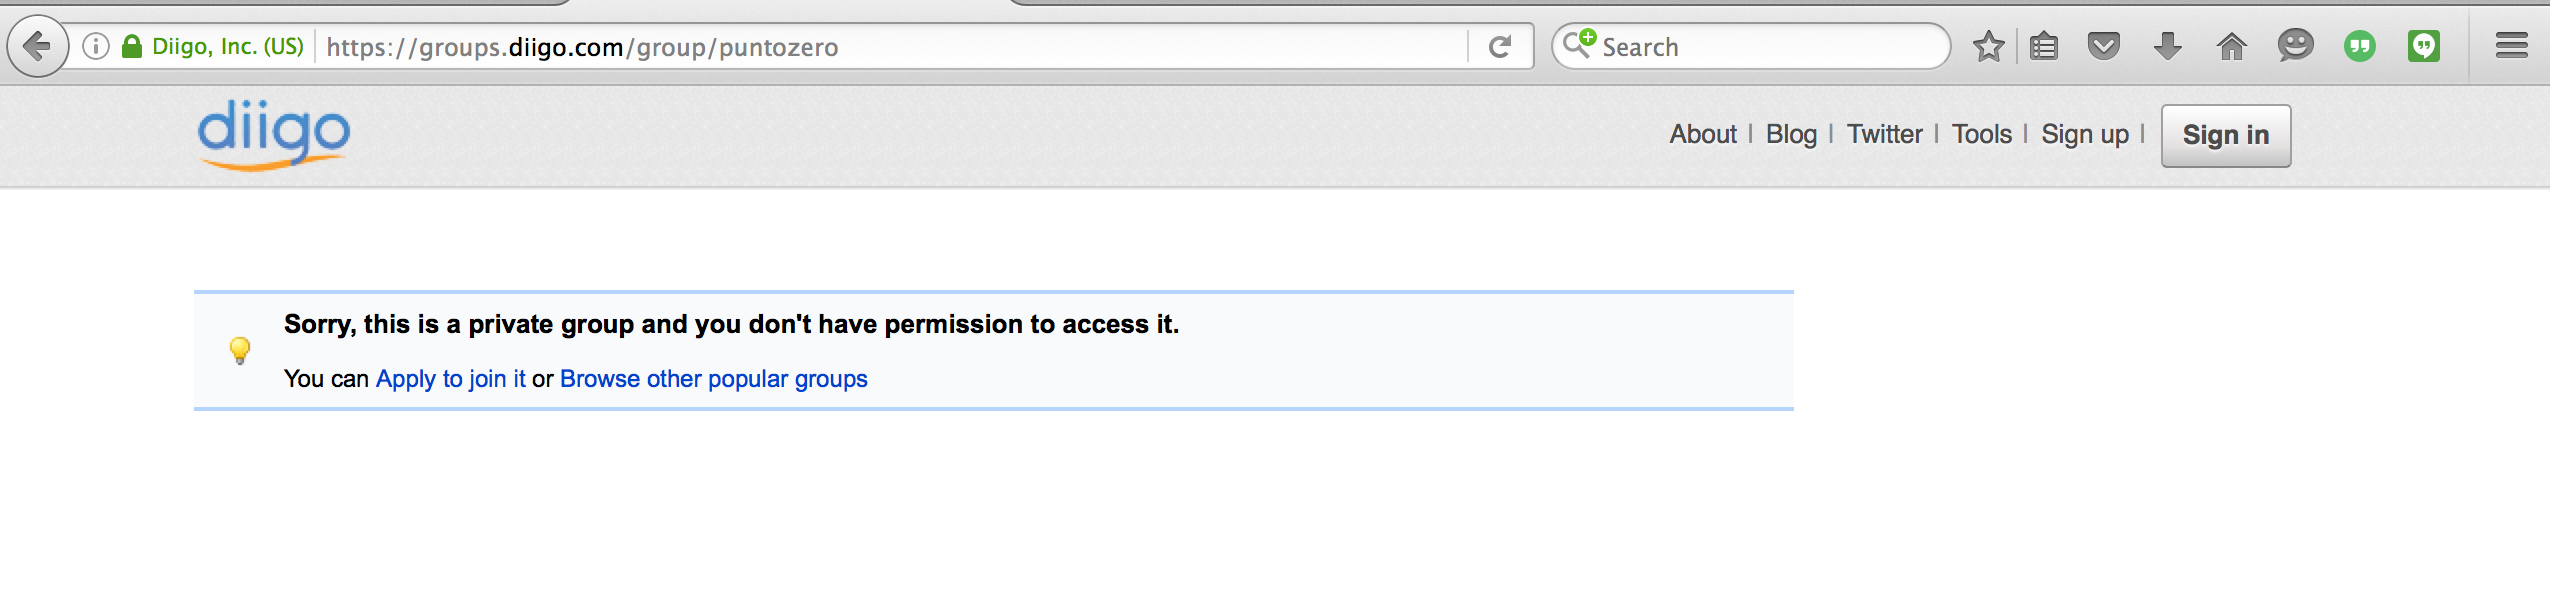 Diigo, Inc. (US) https://groups.diigo.com/group/puntozero Search
diigo
About | Blog | Twitter | Tools | Sign up | Sign in
Sorry, this is a private group and you don't have permission to access it.
You can Apply to join it or Browse other popular groups